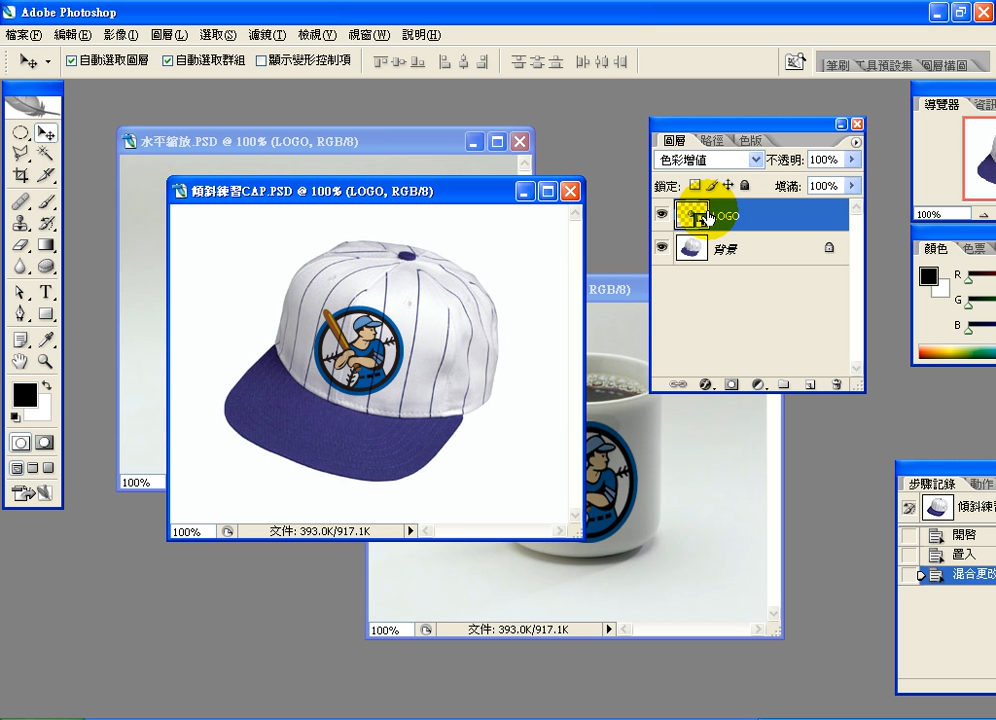 Adobe Photoshop
檔案(F) 編輯(E) 影像(I) 圖層(L) 選取(S) 濾鏡(T) 檢視(V) 視窗(W) 說明(H)
自動選取圖層 自動選取群組 顯示變形控制項
筆刷 工具預設集 圖層構圖
導覽器 資訊
水平縮放.PSD @ 100% (LOGO, RGB/8)
圖層 路徑 色版
色彩增值 不透明: 100%
傾斜練習CAP.PSD @ 100% (LOGO, RGB/8)
鎖定: 填滿: 100%
LOGO
100%
背景
顏色 色票
R
G
B
RGB/8)
100%
步驟記錄 動作
傾斜練
開啓
100% 文件: 393.0K/917.1K
置入
混合更改
100% 文件: 393.0K/917.1K